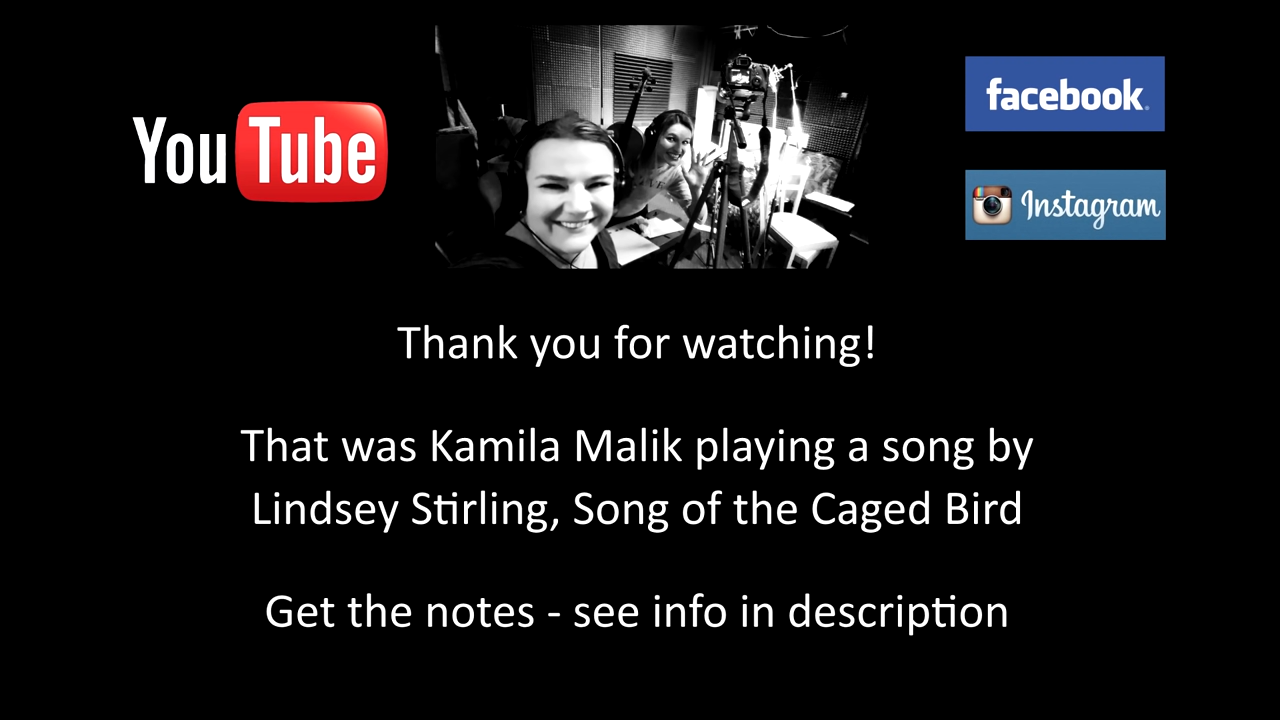 YouTube
facebook
Instagram
Thank you for watching!
That was Kamila Malik playing a song by
Lindsey Stirling, Song of the Caged Bird
Get the notes - see info in description